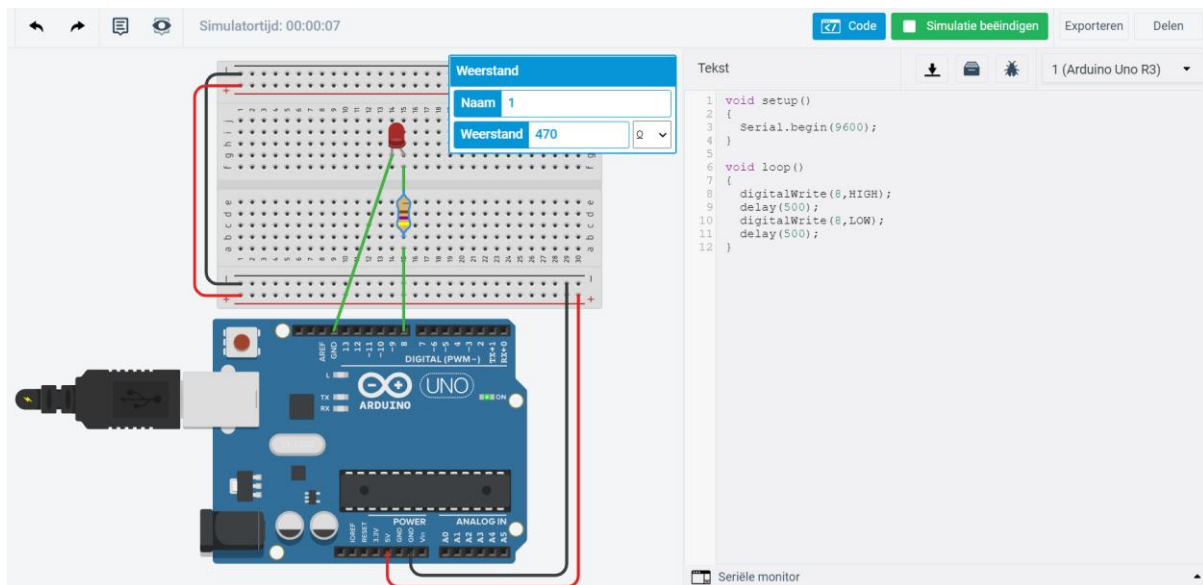 Simulatortijd: 00:00:07
Code
Simulatie beëindigen
Exporteren
Delen
Weerstand
Naam 1
Weerstand 470 Ω
Tekst
1 (Arduino Uno R3)
1 void setup()
2 {
3 Serial.begin(9600);
4 }
5
6 void loop()
7 {
8 digitalWrite(8,HIGH);
9 delay(500);
10 digitalWrite(8,LOW);
11 delay(500);
12 }
AREF
GND
13
12
~11
~10
~9
8
7
~6
~5
4
~3
2
TX→1
RX←0
DIGITAL (PWM~)
L
TX
RX
ARDUINO
UNO
ON
POWER
ANALOG IN
IOREF
RESET
3.3V
5V
GND
GND
Vin
A0
A1
A2
A3
A4
A5
Seriële monitor